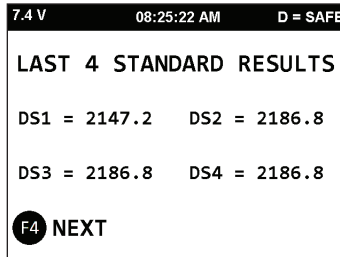 7.4 V 08:25:22 AM D = SAFE
LAST 4 STANDARD RESULTS
DS1 = 2147.2 DS2 = 2186.8
DS3 = 2186.8 DS4 = 2186.8
F4 NEXT